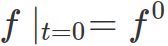 f |t=0 = f⁰